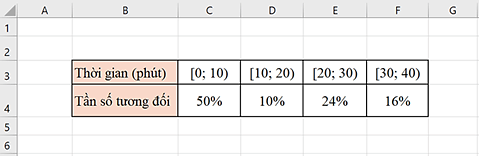 A B C D E F G
1
2
3 Thời gian (phút) [0; 10) [10; 20) [20; 30) [30; 40)
4 Tần số tương đối 50% 10% 24% 16%
5
6